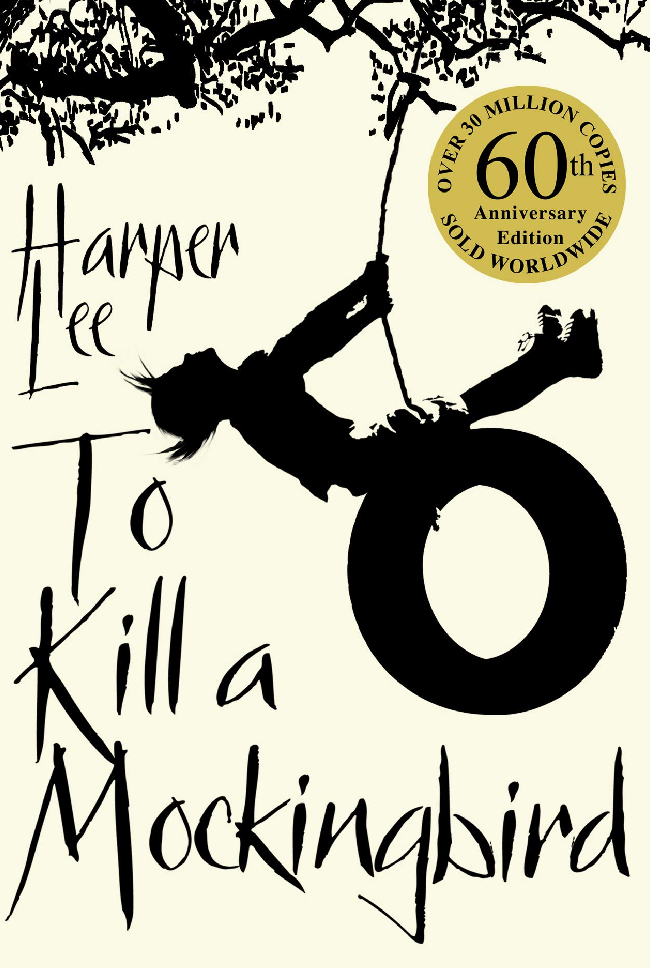 Harper
Lee
OVER 30 MILLION COPIES
60th
Anniversary
Edition
SOLD WORLDWIDE
To
Kill a
Mockingbird